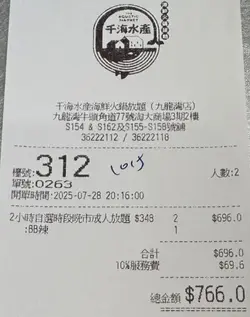 THE AQUATIC MARKET
千海水產
千海水產海鮮火鍋放題（九龍灣店）
九龍灣牛頭角道77號淘大商場3期2樓
S154 & S162及S155-S158號舖
36222112 / 36222118
檯號:312
人數:2
單號:0263
開單時間:2025-07-28 20:16:00
2小時自選時段晚市成人放題 $348 2 $696.0
:BB辣 1
合計 $696.0
10%服務費 $69.6
總金額 $766.0